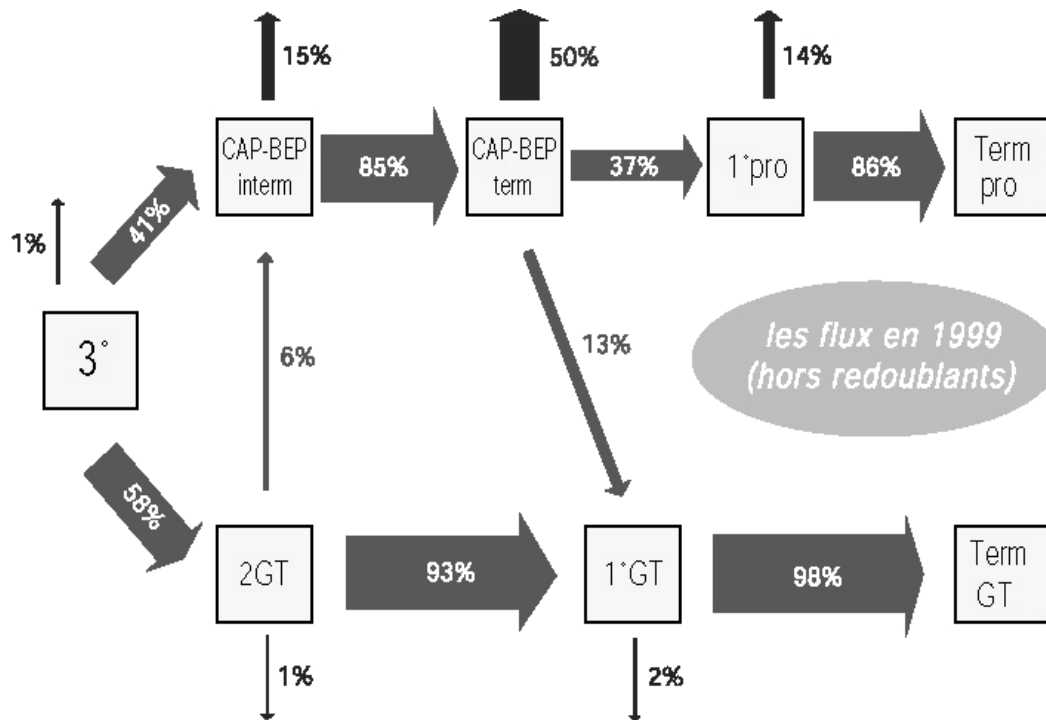 15%
50%
14%
CAP-BEP
interm
85%
CAP-BEP
term
37%
1°pro
86%
Term
pro
1%
41%
3°
6%
13%
les flux en 1999
(hors redoublants)
58%
2GT
93%
1°GT
98%
Term
GT
1%
2%